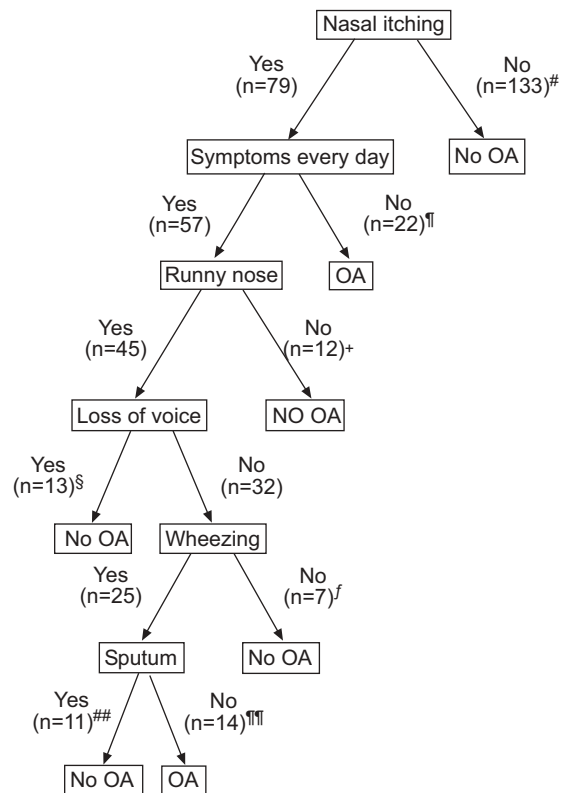 Nasal itching
Yes
(n=79)
No
(n=133)#
Symptoms every day
No OA
Yes
(n=57)
No
(n=22)¶
Runny nose
OA
Yes
(n=45)
No
(n=12)+
Loss of voice
NO OA
Yes
(n=13)§
No
(n=32)
No OA
Wheezing
Yes
(n=25)
No
(n=7)ƒ
Sputum
No OA
Yes
(n=11)##
No
(n=14)¶¶
No OA
OA